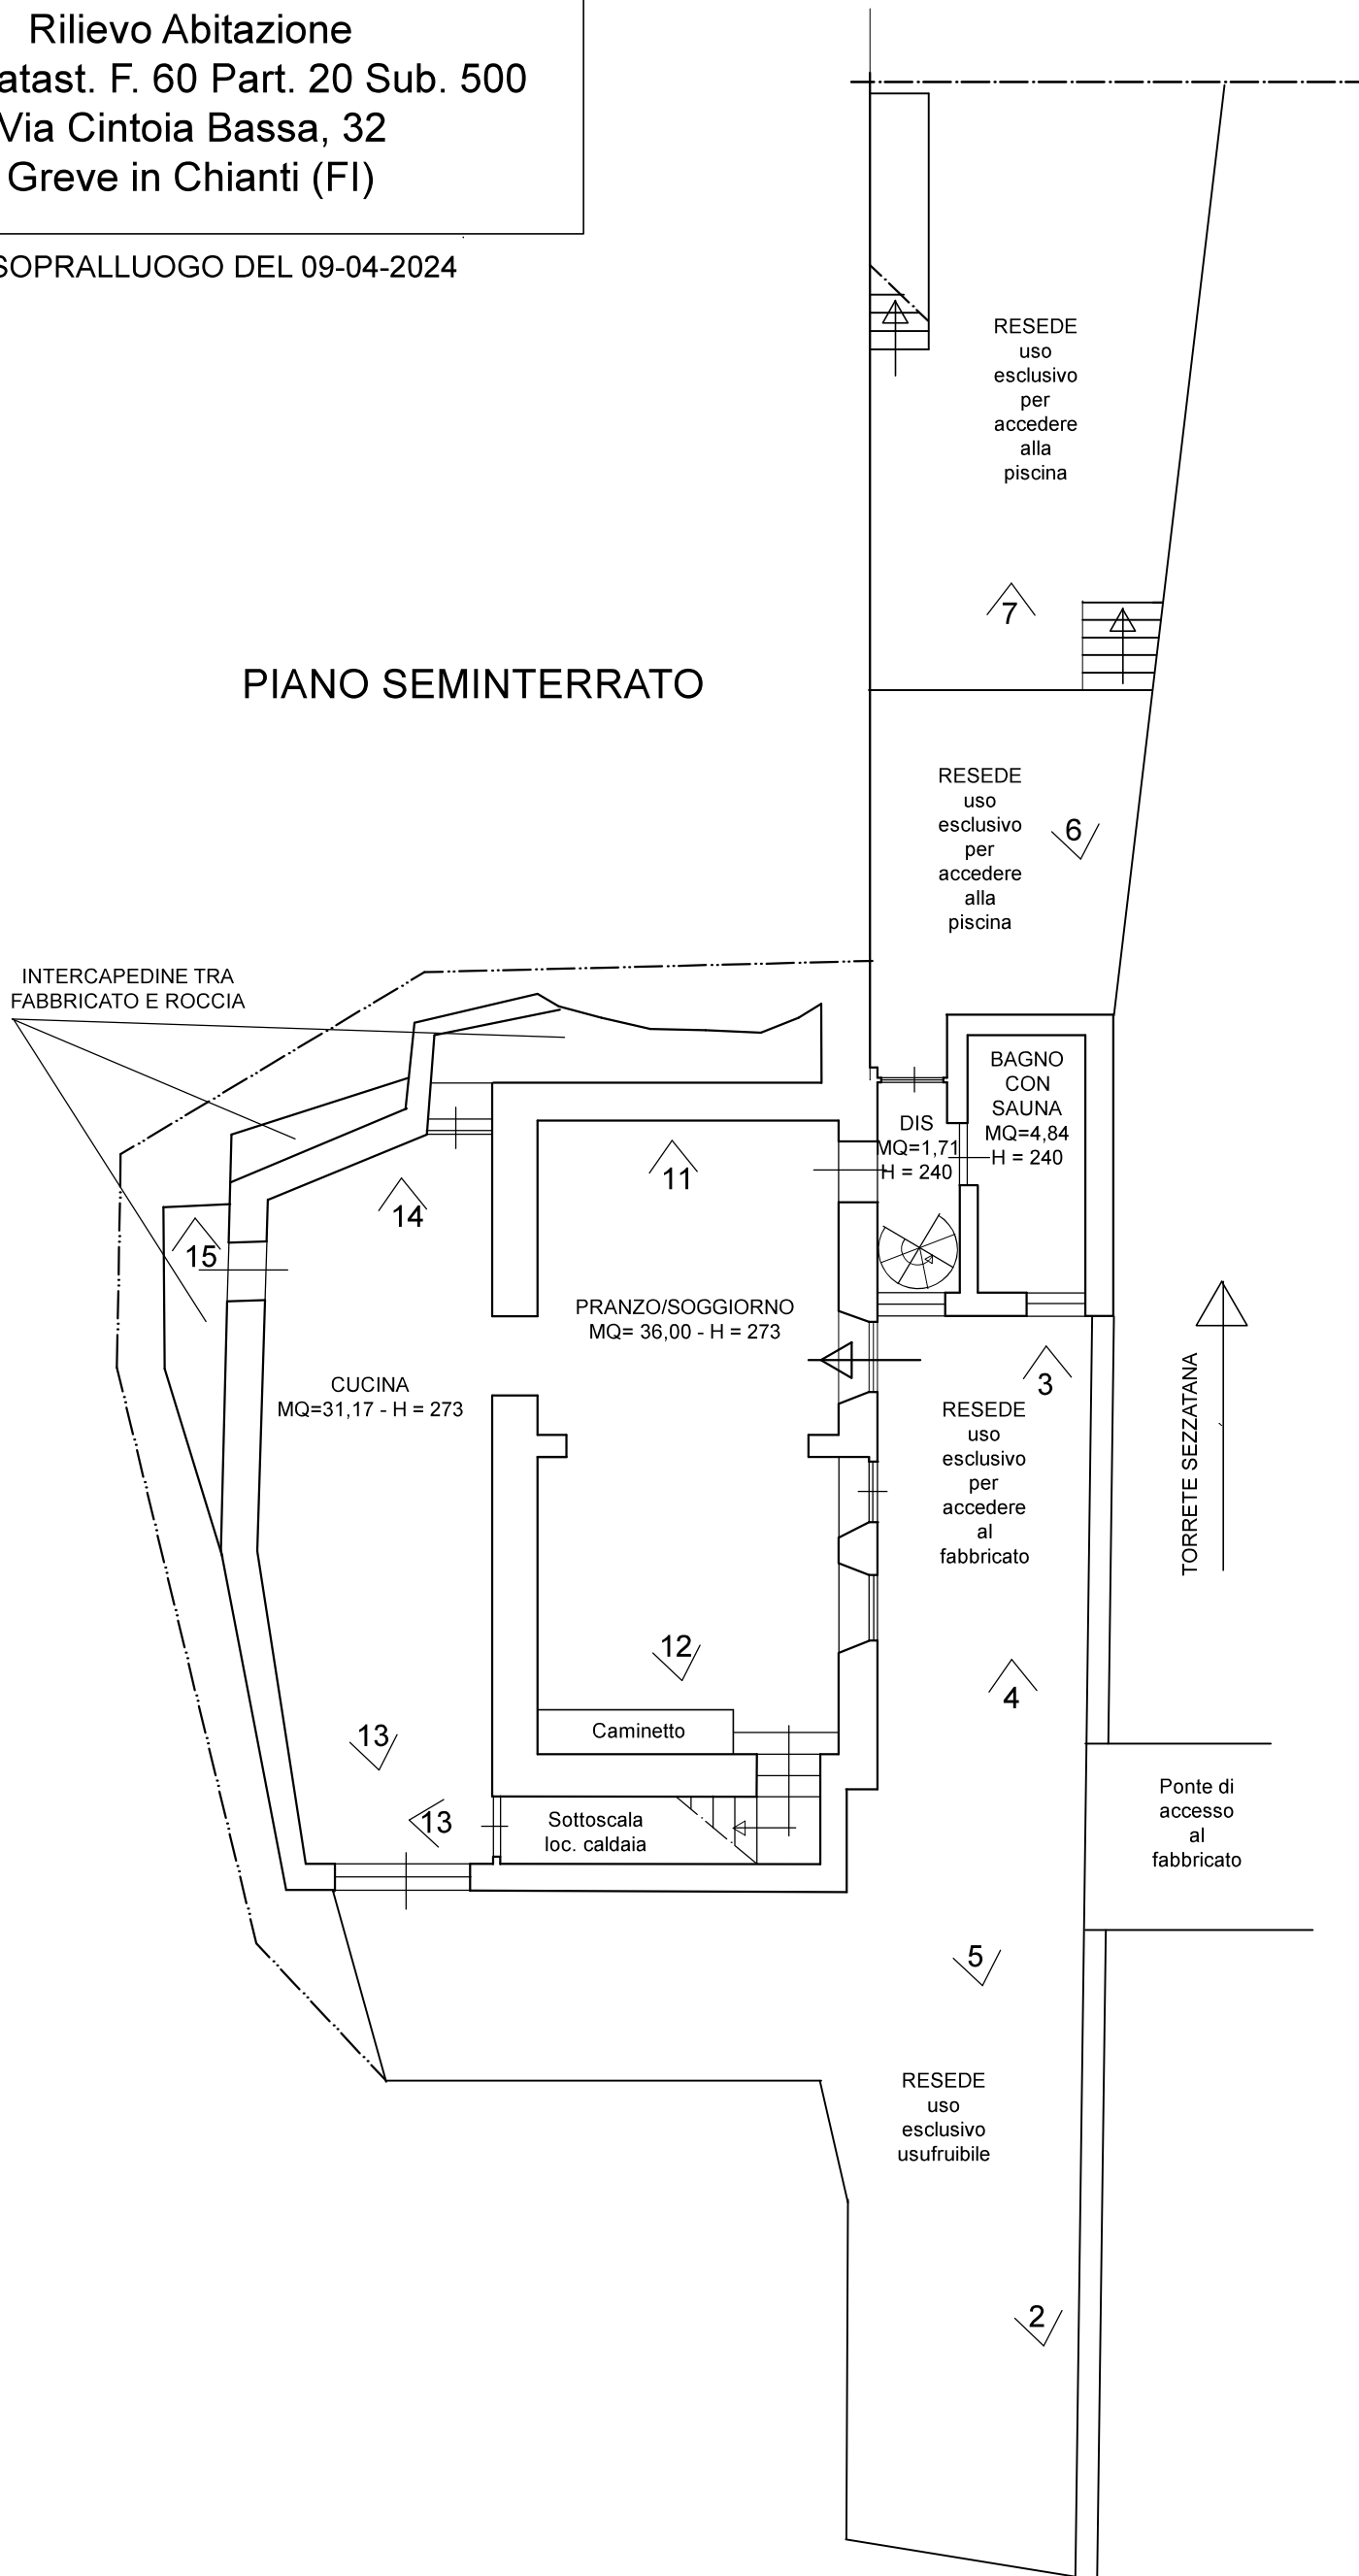 Rilievo Abitazione
atast. F. 60 Part. 20 Sub. 500
Via Cintoia Bassa, 32
Greve in Chianti (FI)
SOPRALLUOGO DEL 09-04-2024
RESEDE
uso
esclusivo
per
accedere
alla
piscina
7
PIANO SEMINTERRATO
RESEDE
uso
esclusivo
per
accedere
alla
piscina
6
INTERCAPEDINE TRA
FABBRICATO E ROCCIA
BAGNO
CON
SAUNA
MQ=4,84
H = 240
DIS
MQ=1,71
H = 240
11
14
15
PRANZO/SOGGIORNO
MQ= 36,00 - H = 273
CUCINA
MQ=31,17 - H = 273
3
RESEDE
uso
esclusivo
per
accedere
al
fabbricato
TORRETE SEZZATANA
12
4
Caminetto
13
13
Sottoscala
loc. caldaia
Ponte di
accesso
al
fabbricato
5
RESEDE
uso
esclusivo
usufruibile
2